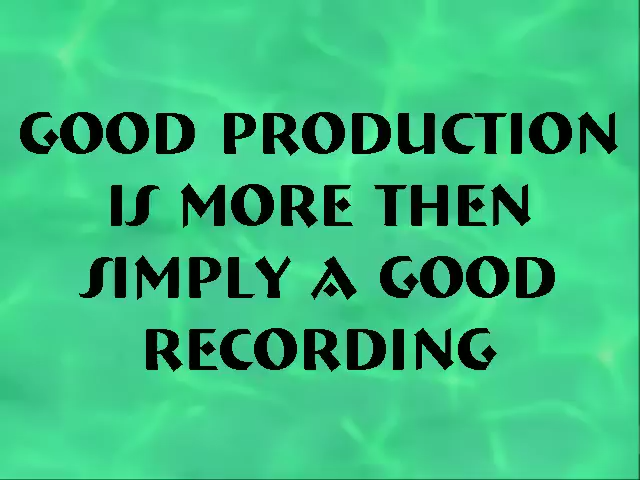 GOOD PRODUCTION
IS MORE THEN
SIMPLY A GOOD
RECORDING